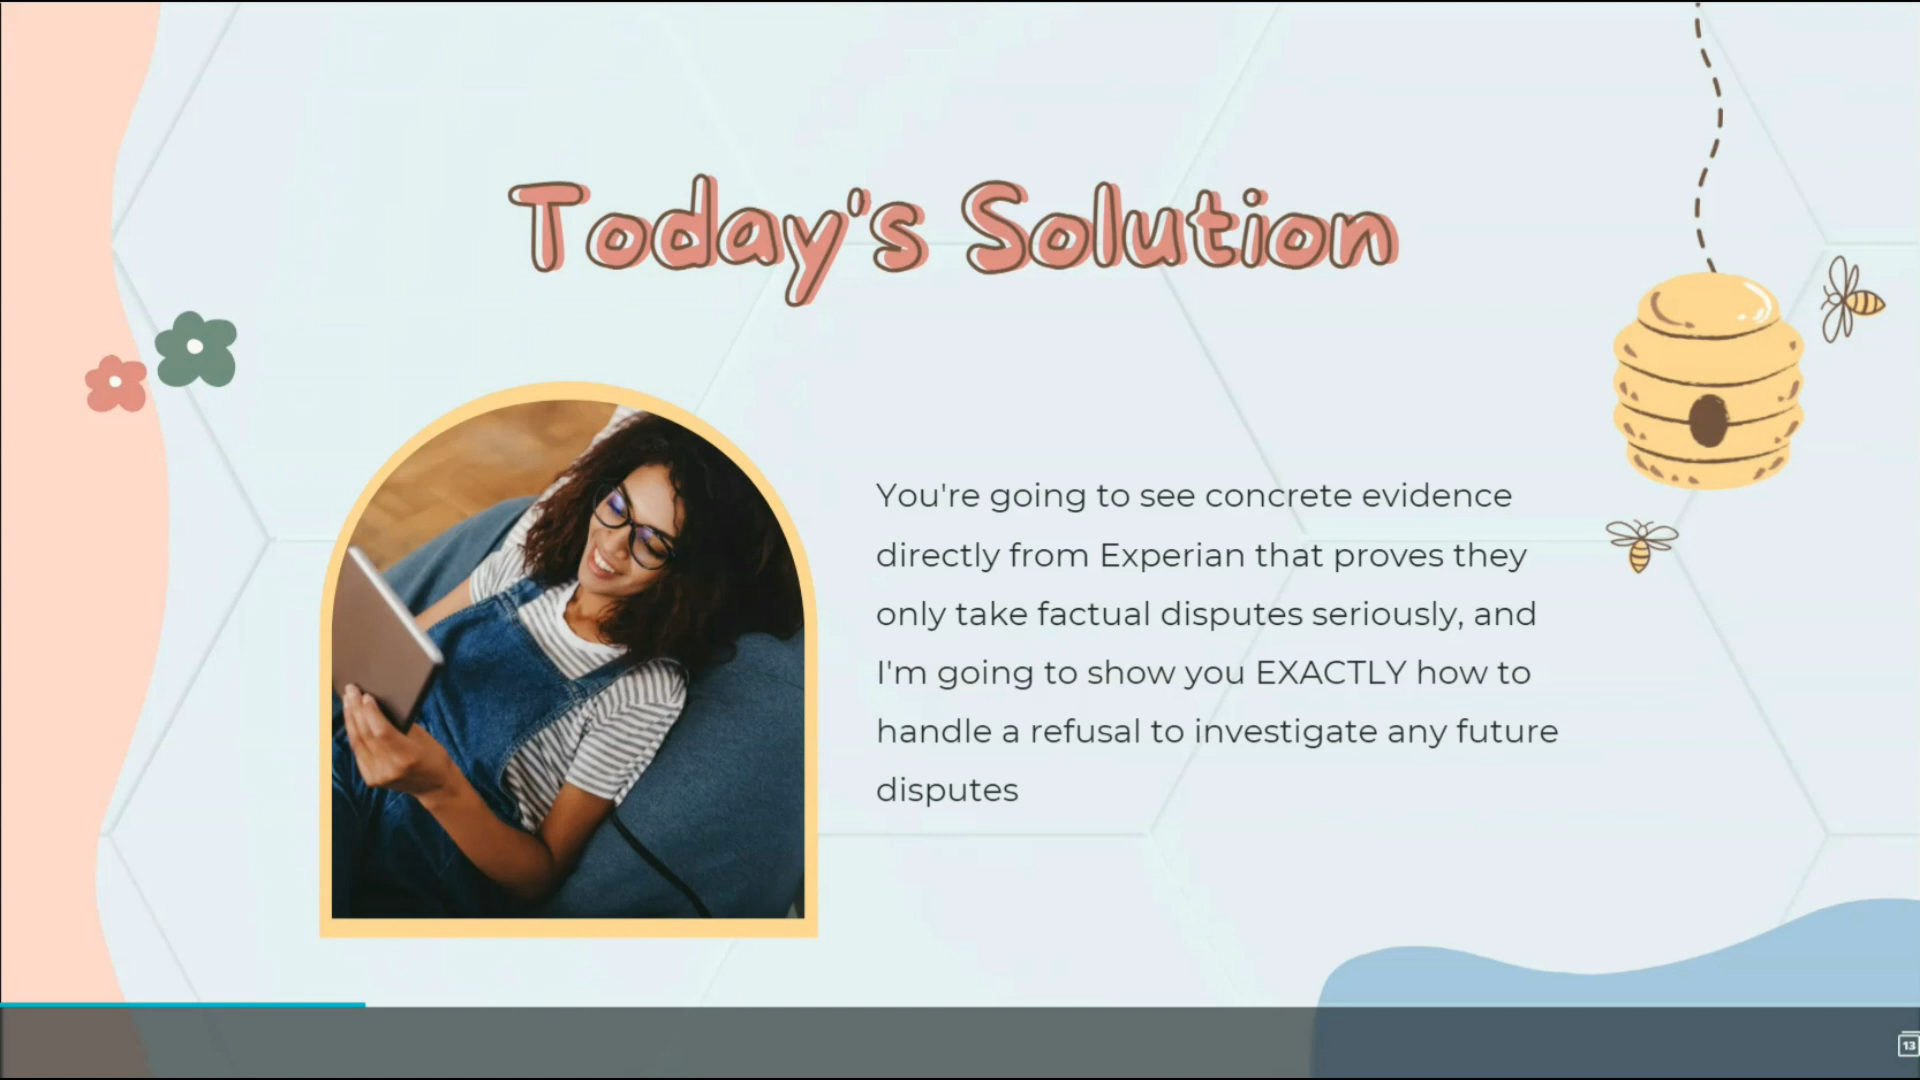 Today's Solution
You're going to see concrete evidence
directly from Experian that proves they
only take factual disputes seriously, and
I'm going to show you EXACTLY how to
handle a refusal to investigate any future
disputes
13